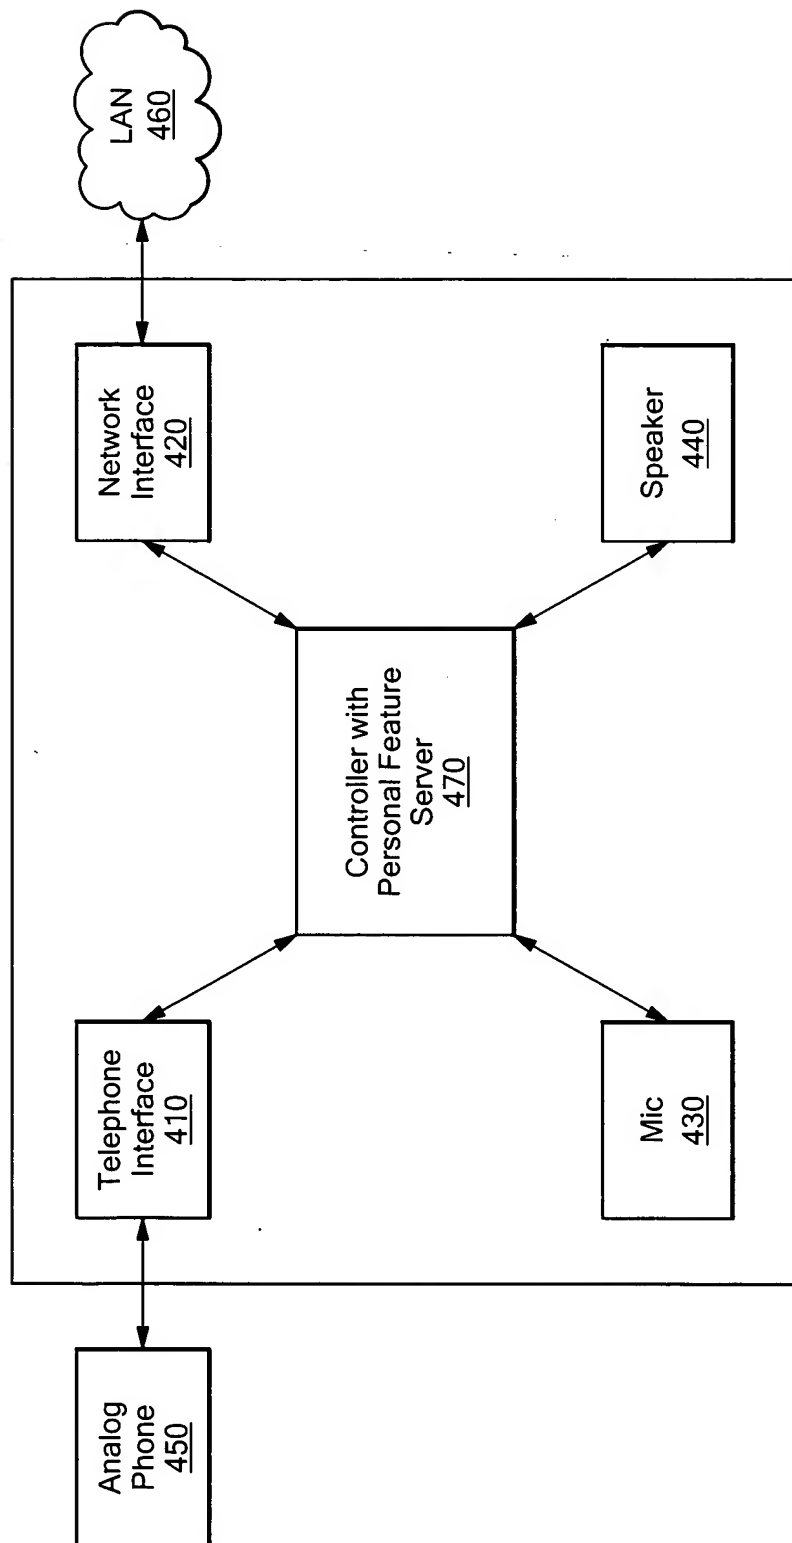 Analog
Phone
450
Telephone
Interface
410
Network
Interface
420
LAN
460
Controller with
Personal Feature
Server
470
Mic
430
Speaker
440